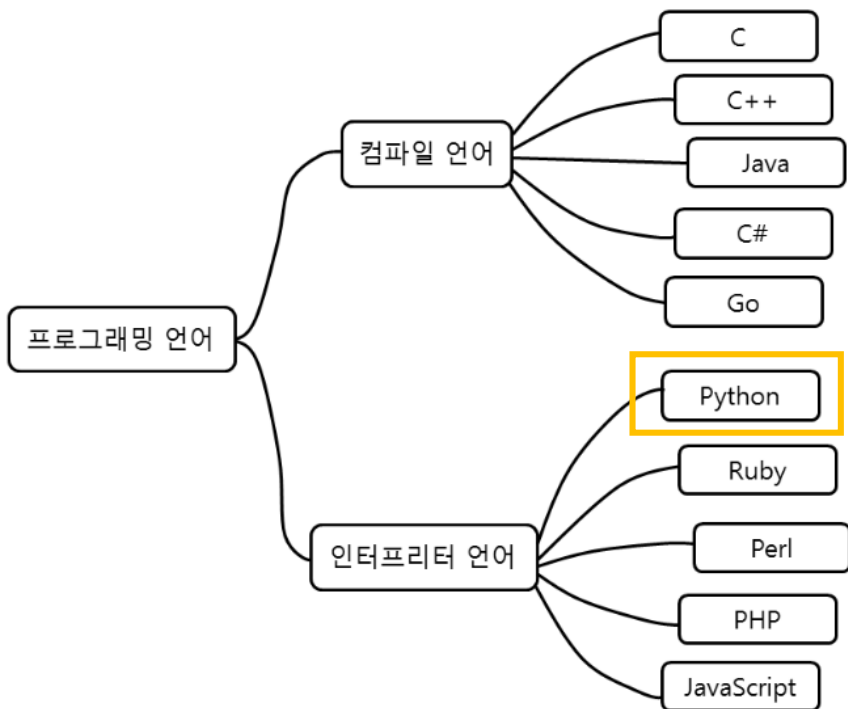 프로그래밍 언어
컴파일 언어
C
C++
Java
C#
Go
인터프리터 언어
Python
Ruby
Perl
PHP
JavaScript